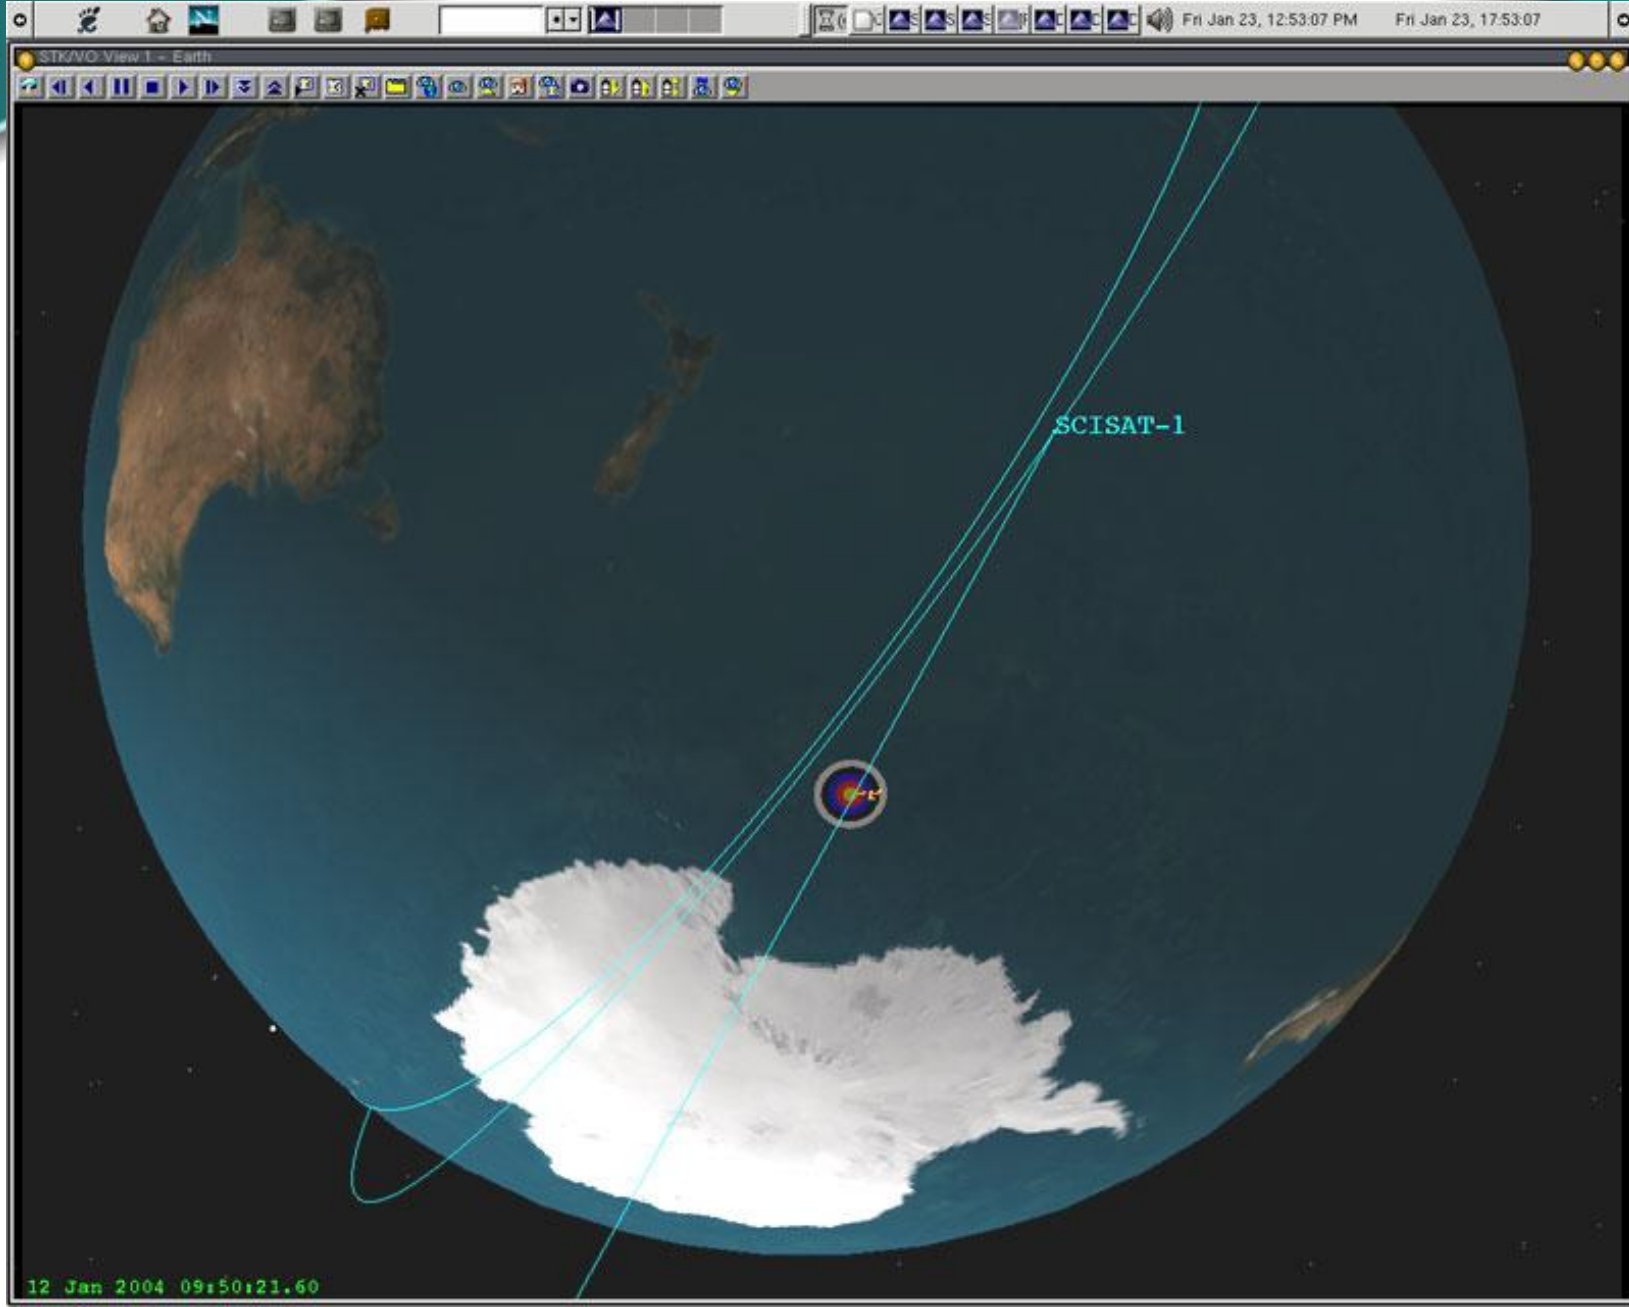 Fri Jan 23, 12:53:07 PM Fri Jan 23, 17:53:07
STK/VO View 1 - Earth
SCISAT-1
12 Jan 2004 09:50:21.60